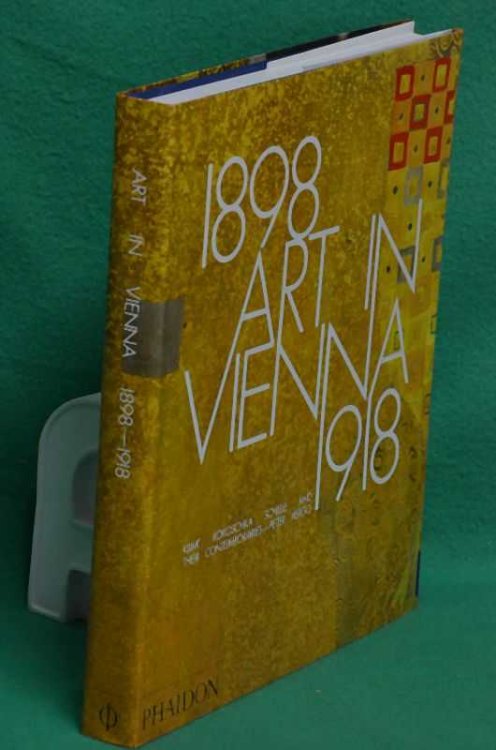 1898
ART IN
VIENNA
1918
KLIMT KOKOSCHKA SCHIELE AND
THEIR CONTEMPORARIES—PETER VERGO
ART IN VIENNA 1898—1918
PHAIDON